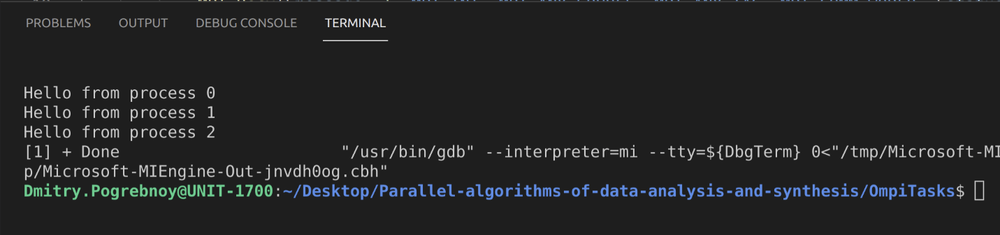 PROBLEMS OUTPUT DEBUG CONSOLE TERMINAL
Hello from process 0
Hello from process 1
Hello from process 2
[1] + Done "/usr/bin/gdb" --interpreter=mi --tty=${DbgTerm} 0<"/tmp/Microsoft-MI
p/Microsoft-MIEngine-Out-jnvdh0og.cbh"
Dmitry.Pogrebnoy@UNIT-1700:~/Desktop/Parallel-algorithms-of-data-analysis-and-synthesis/OmpiTasks$